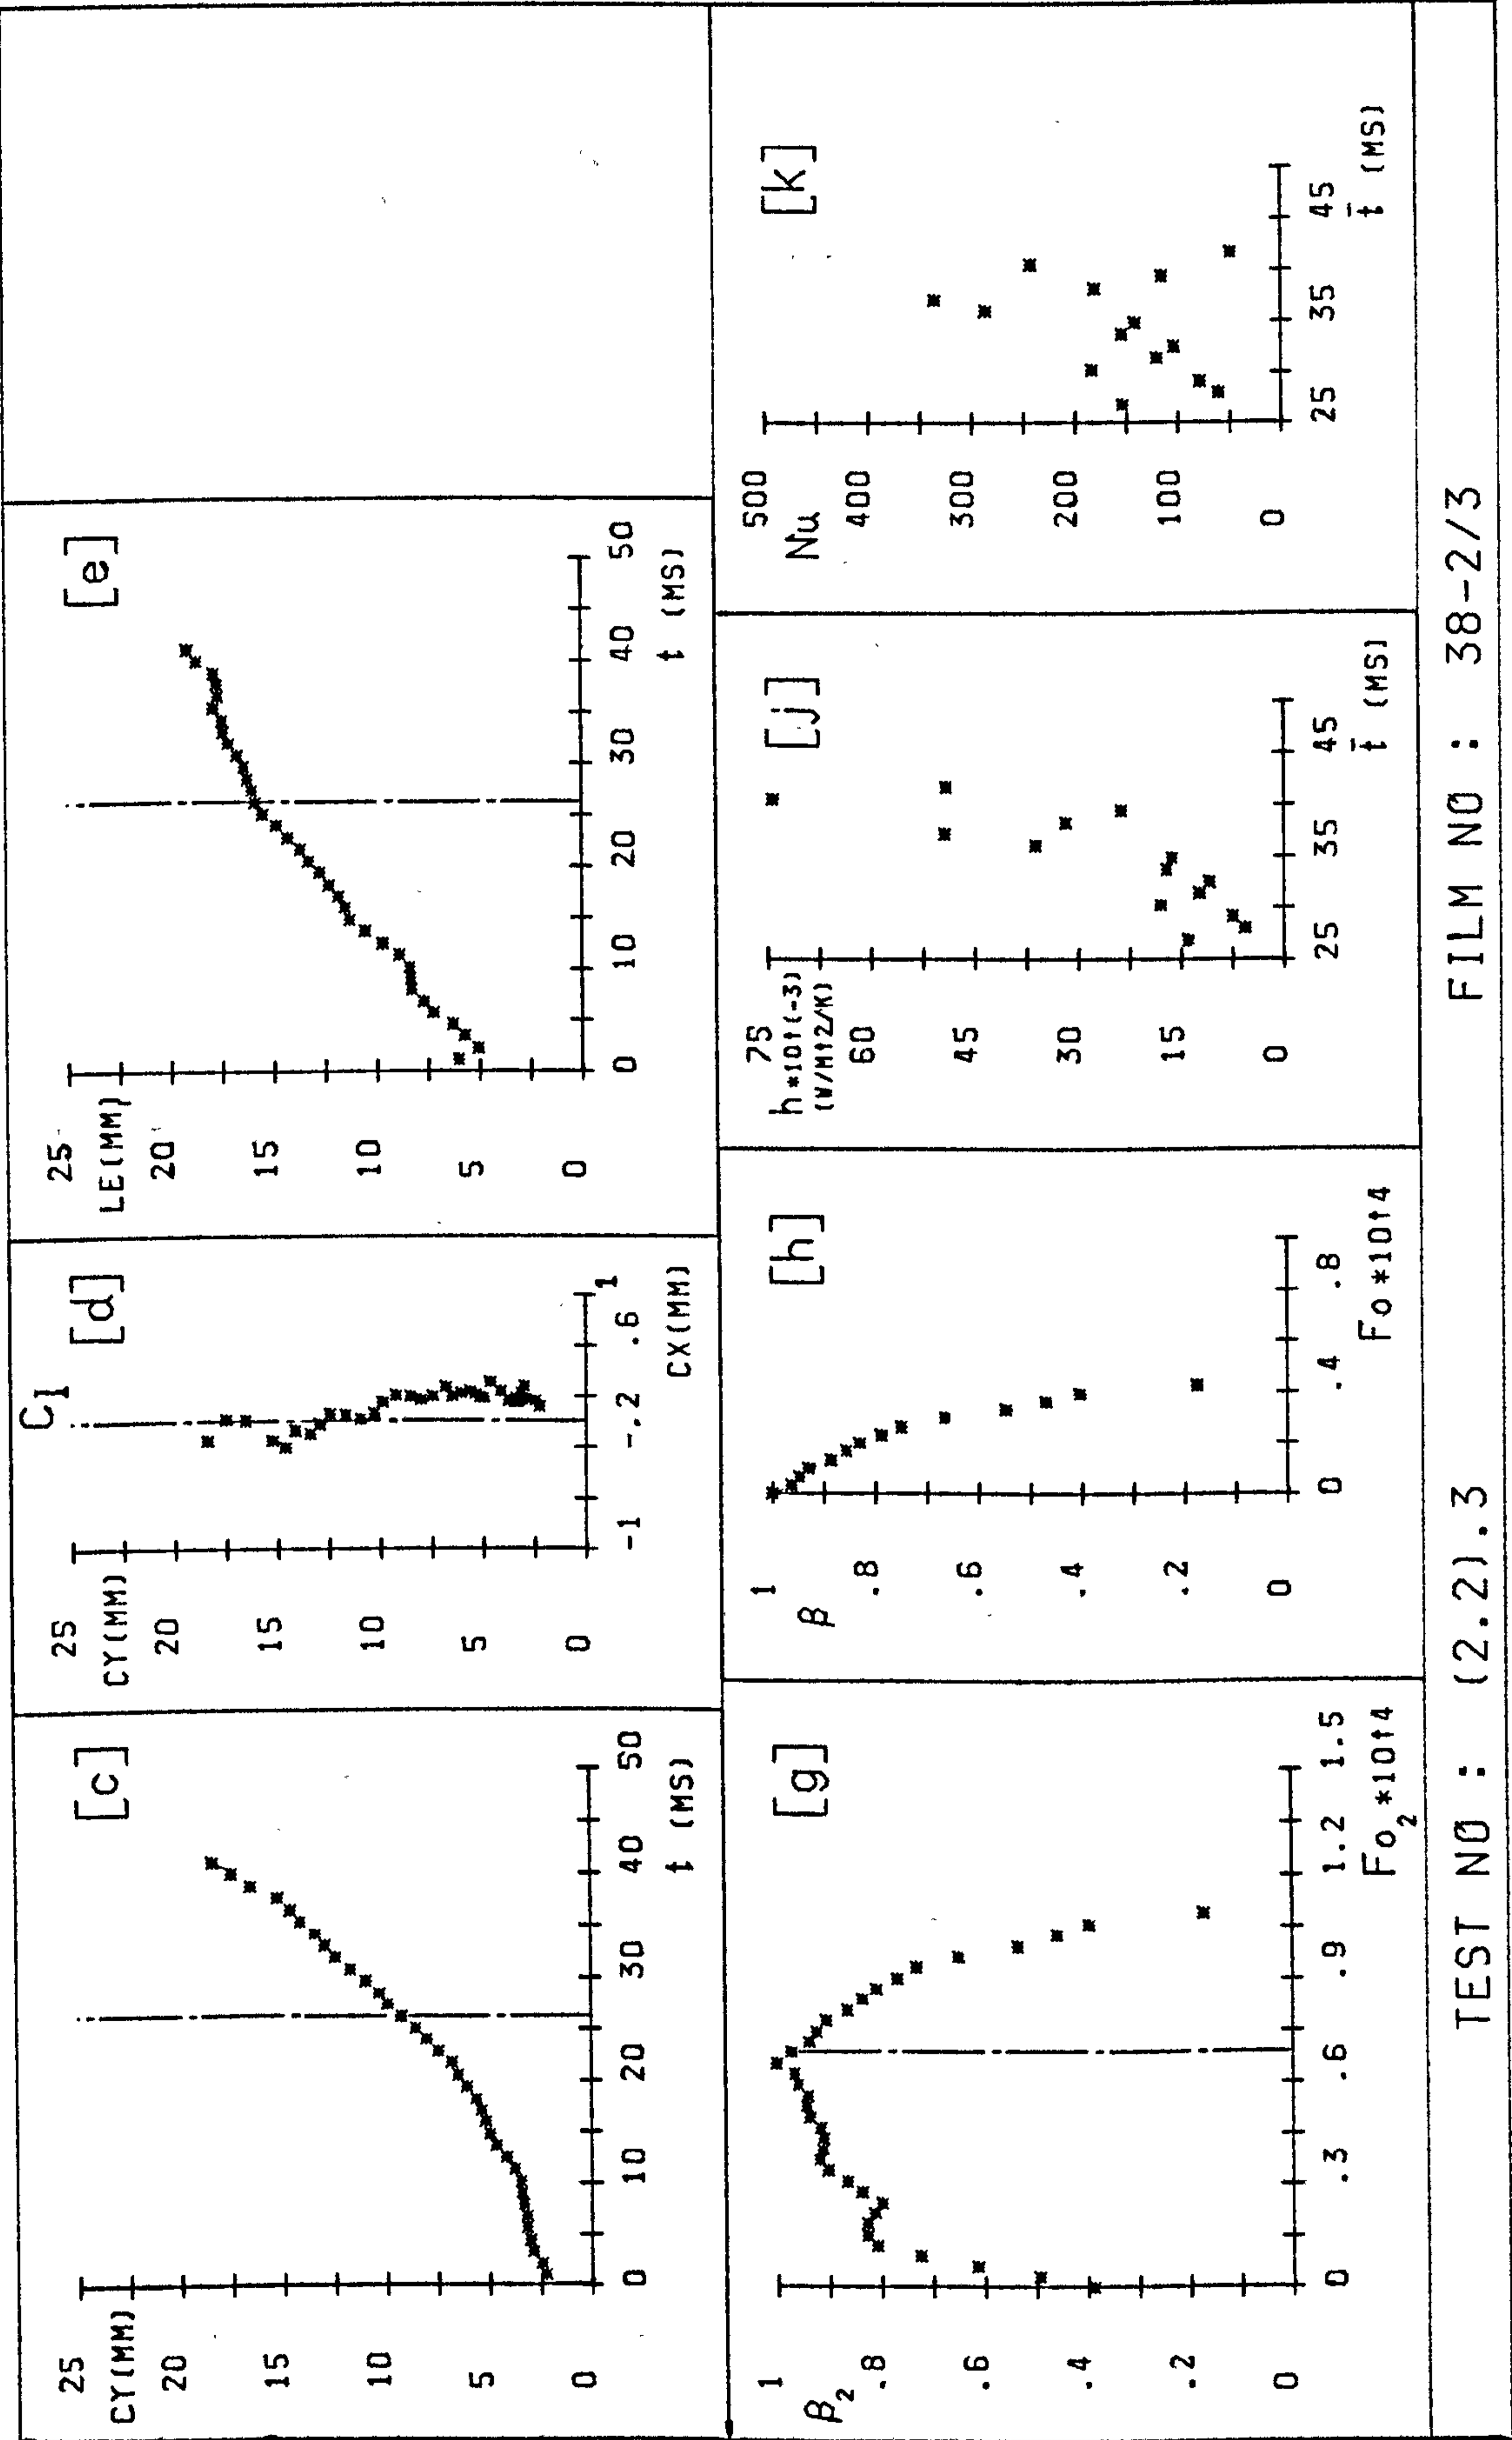 [c]
25
CY(MM)
20
15
10
5
0
0 10 20 30 40 50
t (MS)
C1
[d]
25
CY(MM)
20
15
10
5
0
-1 -.2 .6 1
CX(MM)
[e]
25
LE(MM)
20
15
10
5
0
0 10 20 30 40 50
t (MS)
[g]
1
β2
.8
.6
.4
.2
0
0 .3 .6 .9 1.2 1.5
Fo2 *10↑4
[h]
1
β
.8
.6
.4
.2
0
0 .4 .8
Fo *10↑4
[j]
75
h*10↑(-3)
(W/M↑2/K)
60
45
30
15
0
25 35 45
t̄ (MS)
[k]
500
Nu
400
300
200
100
0
25 35 45
t̄ (MS)
TEST NO : (2.2).3 FILM NO : 38-2/3